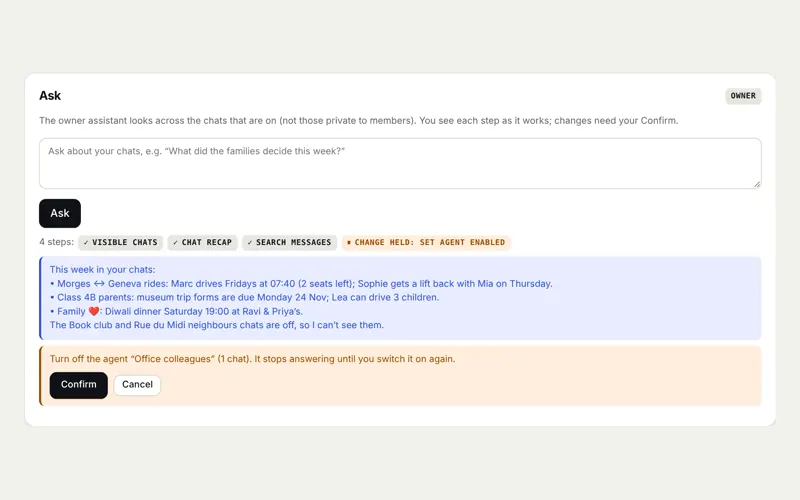 Ask
OWNER
The owner assistant looks across the chats that are on (not those private to members). You see each step as it works; changes need your Confirm.
Ask about your chats, e.g. “What did the families decide this week?”
Ask
4 steps: ✓ VISIBLE CHATS ✓ CHAT RECAP ✓ SEARCH MESSAGES • CHANGE HELD: SET AGENT ENABLED
This week in your chats:
• Morges ↔ Geneva rides: Marc drives Fridays at 07:40 (2 seats left); Sophie gets a lift back with Mia on Thursday.
• Class 4B parents: museum trip forms are due Monday 24 Nov; Lea can drive 3 children.
• Family ❤️: Diwali dinner Saturday 19:00 at Ravi & Priya’s.
The Book club and Rue du Midi neighbours chats are off, so I can’t see them.
Turn off the agent “Office colleagues” (1 chat). It stops answering until you switch it on again.
Confirm Cancel